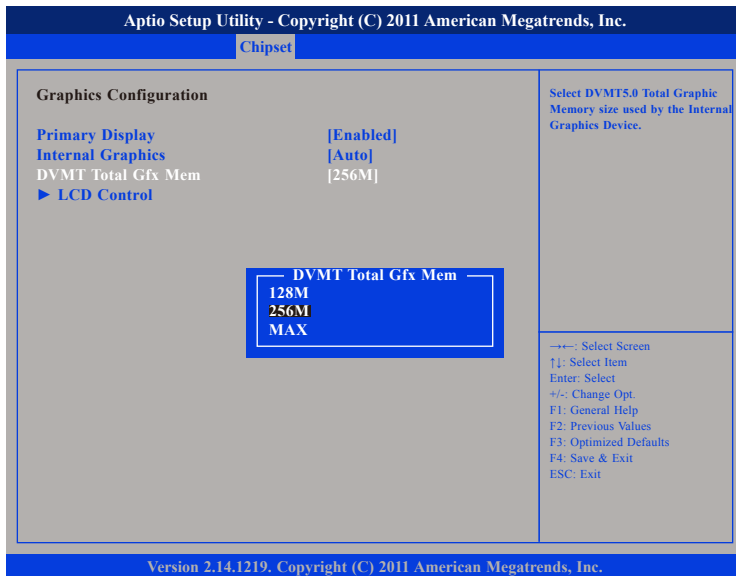 Aptio Setup Utility - Copyright (C) 2011 American Megatrends, Inc.
Chipset
Graphics Configuration
Primary Display [Enabled]
Internal Graphics [Auto]
DVMT Total Gfx Mem [256M]
► LCD Control
DVMT Total Gfx Mem
128M
256M
MAX
Select DVMT5.0 Total Graphic
Memory size used by the Internal
Graphics Device.
→←: Select Screen
↑↓: Select Item
Enter: Select
+/-: Change Opt.
F1: General Help
F2: Previous Values
F3: Optimized Defaults
F4: Save & Exit
ESC: Exit
Version 2.14.1219. Copyright (C) 2011 American Megatrends, Inc.